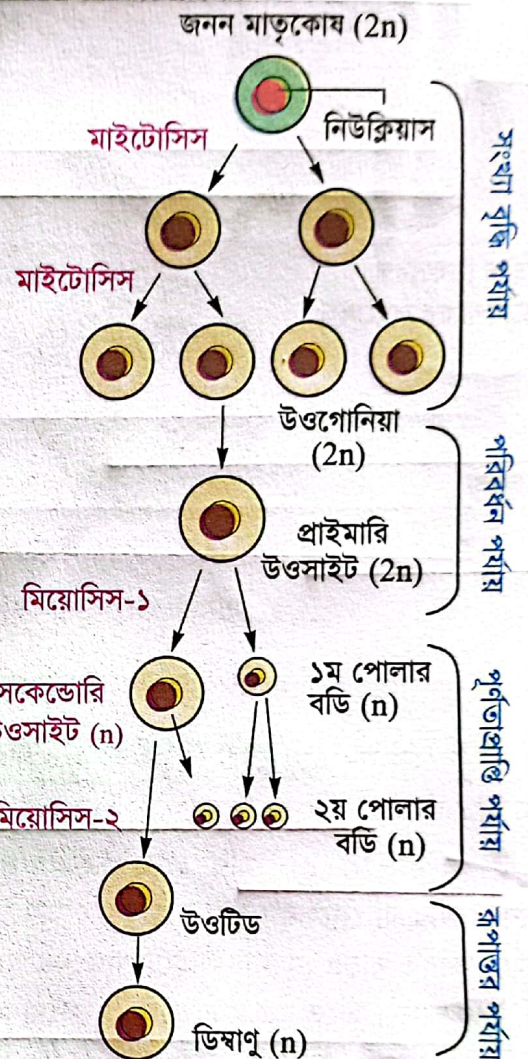 জনন মাতৃকোষ (2n)
নিউক্লিয়াস
মাইটোসিস
মাইটোসিস
সংখ্যা বৃদ্ধি পর্যায়
উওগোনিয়া
(2n)
প্রাইমারি
উওসাইট (2n)
পরিবর্ধন পর্যায়
মিয়োসিস-১
সেকেন্ডোরি
উওসাইট (n)
১ম পোলার
বডি (n)
মিয়োসিস-২
২য় পোলার
বডি (n)
পূর্ণতাপ্রাপ্তি পর্যায়
উওটিড
ডিম্বাণু (n)
রূপান্তর পর্যায়